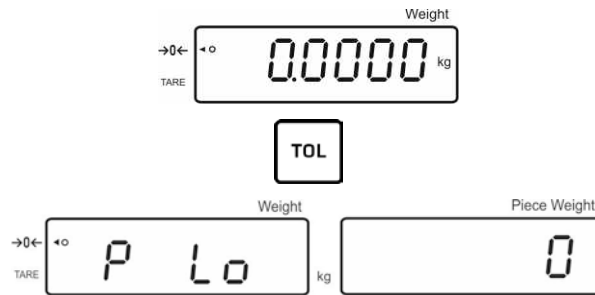 Weight
→0← ◄○ 0.0000 kg
TARE
TOL
Weight Piece Weight
→0← ◄○ P Lo 0
TARE kg